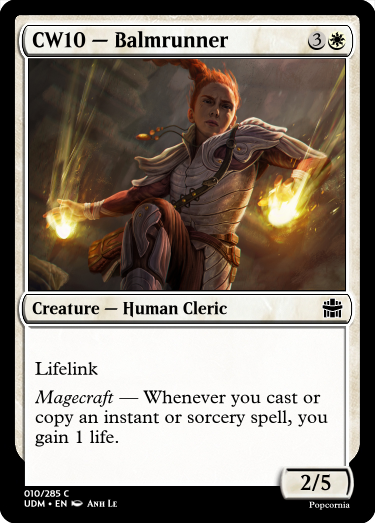 CW10 — Balmrunner 3
Creature — Human Cleric
Lifelink
Magecraft — Whenever you cast or
copy an instant or sorcery spell, you
gain 1 life.
2/5
010/285 C
UDM • EN Anh Le
Popcornia